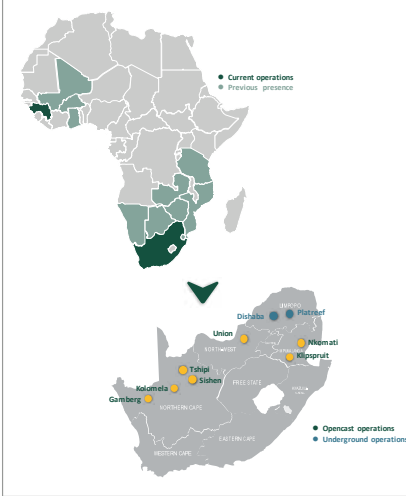 Current operations
Previous presence
LIMPOPO
Dishaba
Platreef
Union
NORTH WEST
Nkomati
Klipspruit
Tshipi
Sishen
Kolomela
FREE STATE
Gamberg
NORTHERN CAPE
EASTERN CAPE
WESTERN CAPE
Opencast operations
Underground operations